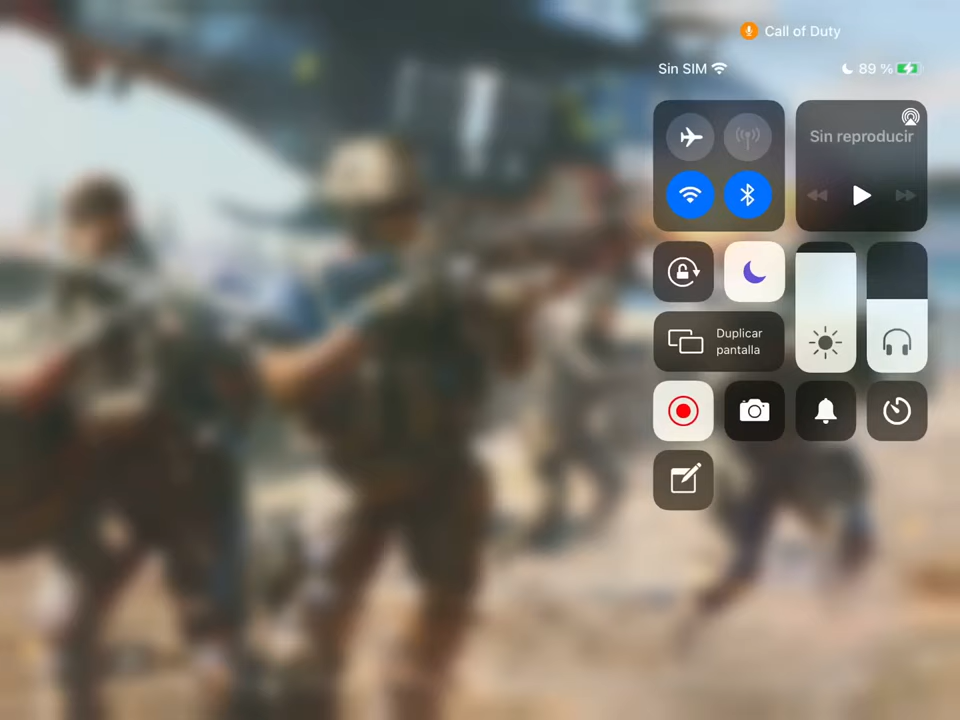 Call of Duty
Sin SIM
89 %
Sin reproducir
Duplicar
pantalla